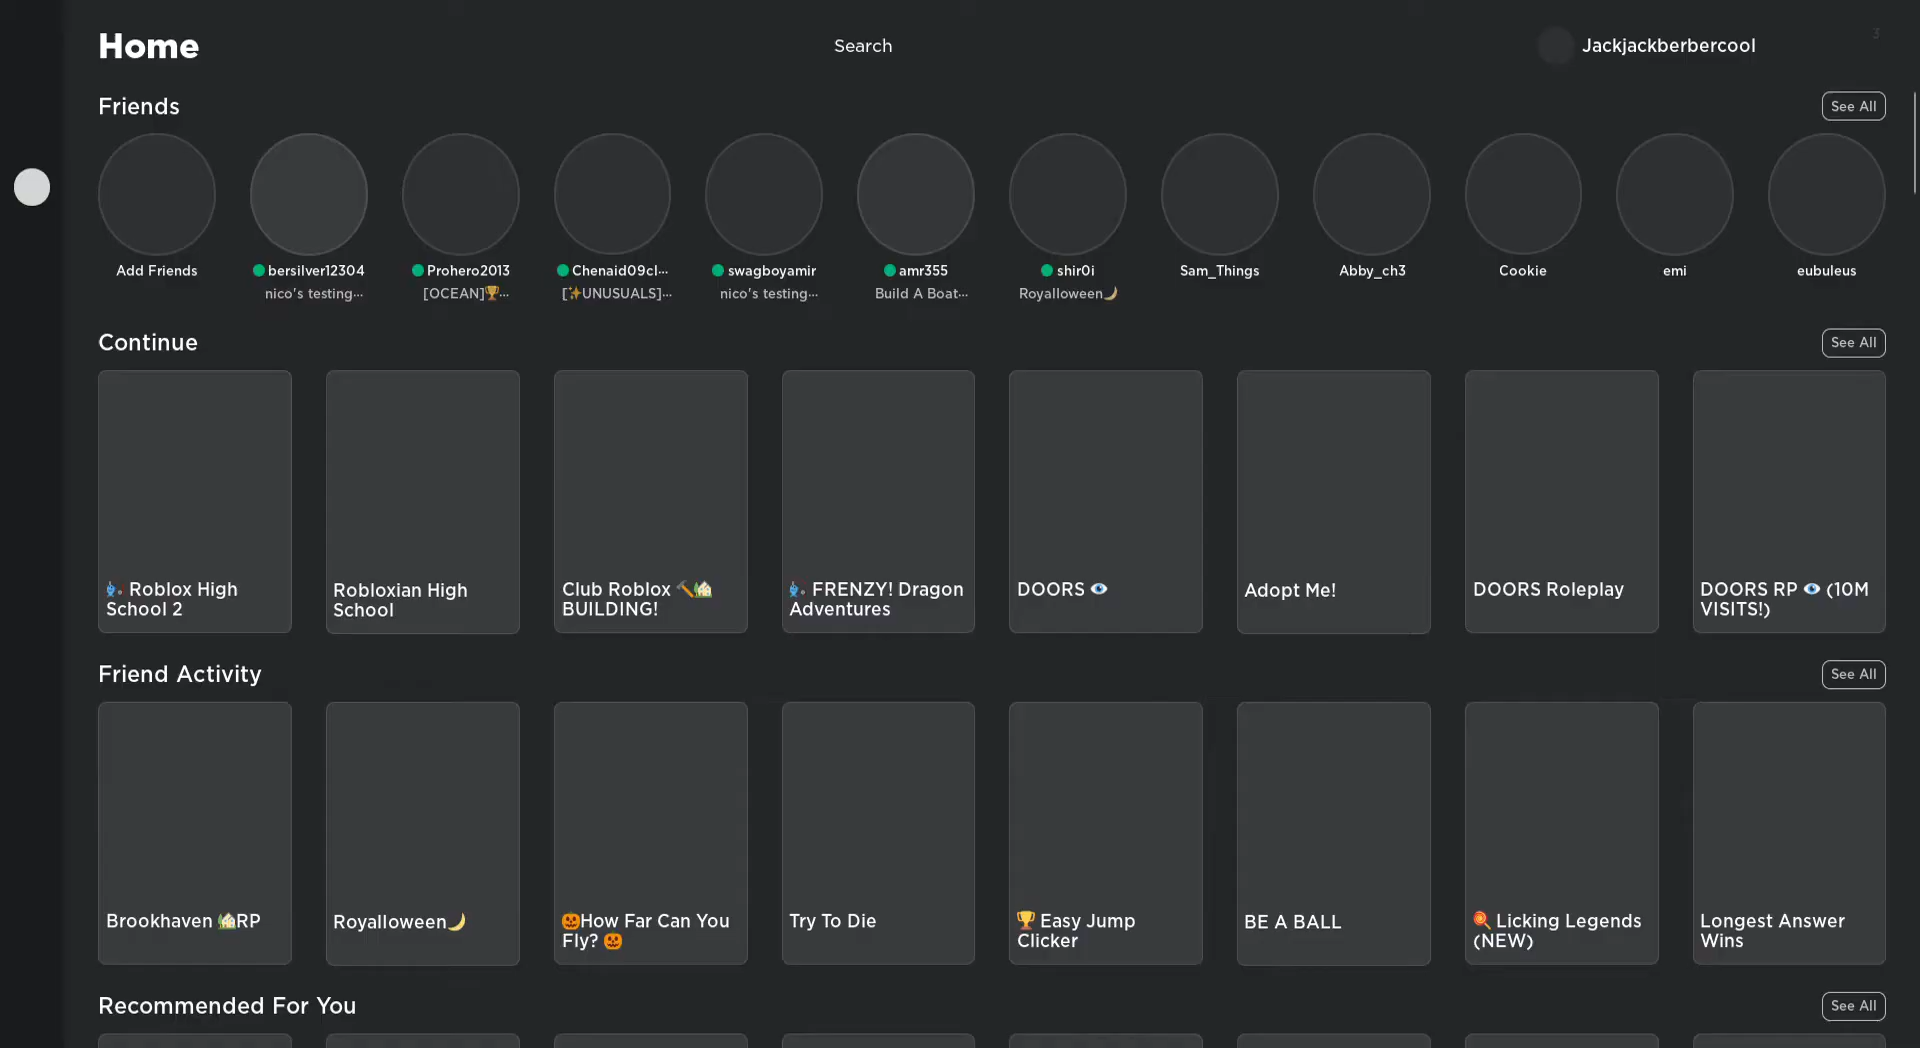 Home
Search
Jackjackberbercool
3
Friends
See All
Add Friends
bersilver12304
Prohero2013
Chenaid09cl...
swagboyamir
amr355
shir0i
Sam_Things
Abby_ch3
Cookie
emi
eubuleus
nico's testing...
[OCEAN]🏆...
[✨UNUSUALS]...
nico's testing...
Build A Boat...
Royalloween🌙
Continue
See All
Roblox High
School 2
Robloxian High
School
Club Roblox 🔨🏡
BUILDING!
FRENZY! Dragon
Adventures
DOORS 👁️
Adopt Me!
DOORS Roleplay
DOORS RP 👁️ (10M
VISITS!)
Friend Activity
See All
Brookhaven 🏡RP
Royalloween🌙
🎃How Far Can You
Fly? 🎃
Try To Die
🏆 Easy Jump
Clicker
BE A BALL
🍭 Licking Legends
(NEW)
Longest Answer
Wins
Recommended For You
See All